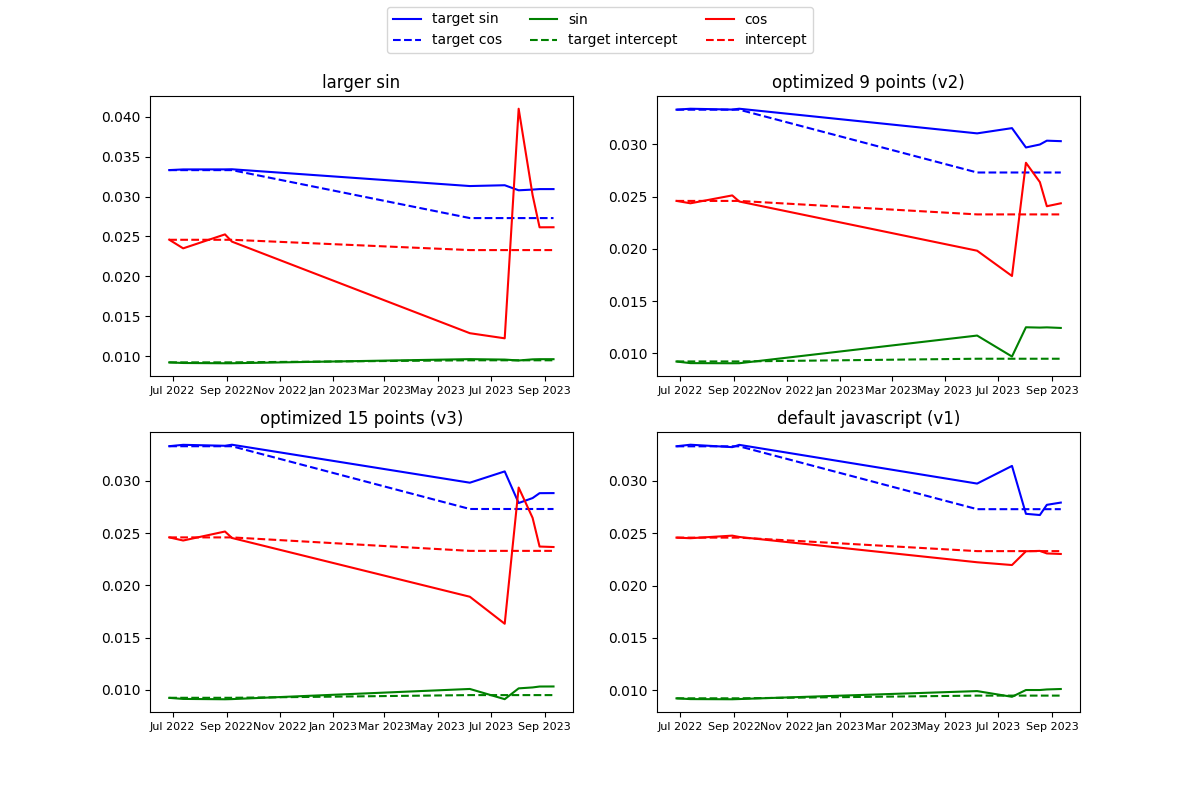 target sin sin cos
target cos target intercept intercept
larger sin
0.040
0.035
0.030
0.025
0.020
0.015
0.010
Jul 2022 Sep 2022 Nov 2022 Jan 2023 Mar 2023 May 2023 Jul 2023 Sep 2023
optimized 9 points (v2)
0.030
0.025
0.020
0.015
0.010
Jul 2022 Sep 2022 Nov 2022 Jan 2023 Mar 2023 May 2023 Jul 2023 Sep 2023
optimized 15 points (v3)
0.030
0.025
0.020
0.015
0.010
Jul 2022 Sep 2022 Nov 2022 Jan 2023 Mar 2023 May 2023 Jul 2023 Sep 2023
default javascript (v1)
0.030
0.025
0.020
0.015
0.010
Jul 2022 Sep 2022 Nov 2022 Jan 2023 Mar 2023 May 2023 Jul 2023 Sep 2023